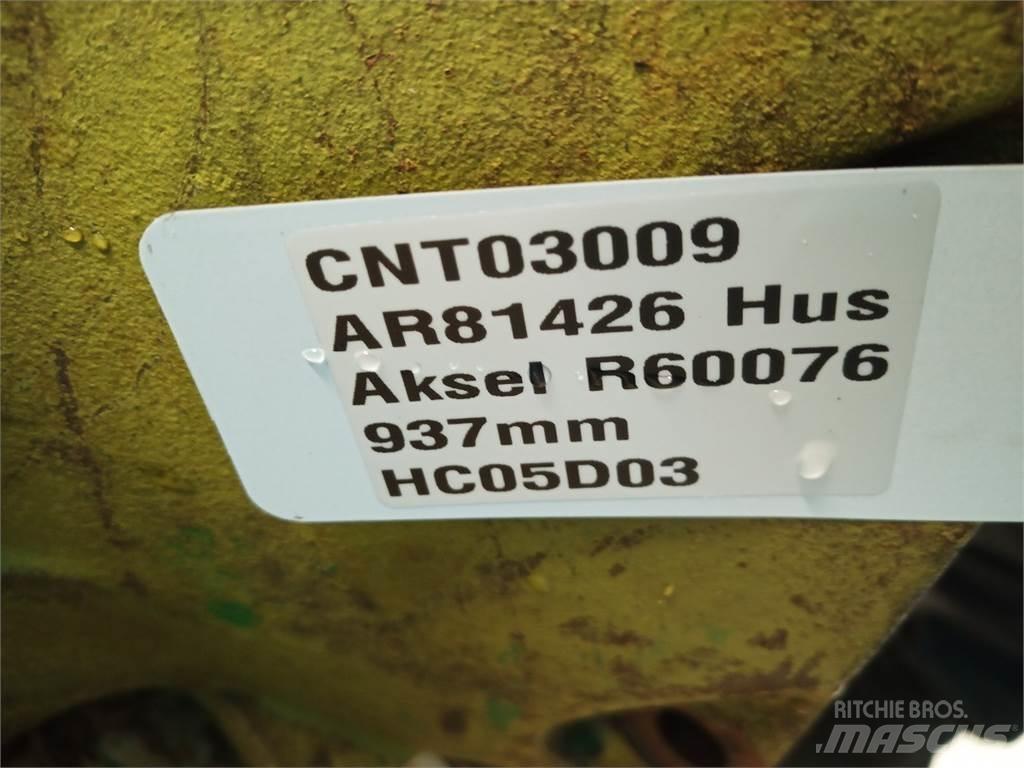 CNT03009
AR81426 Hus
Aksel R60076
937mm
HC05D03
RITCHIE BROS.
MASCUS